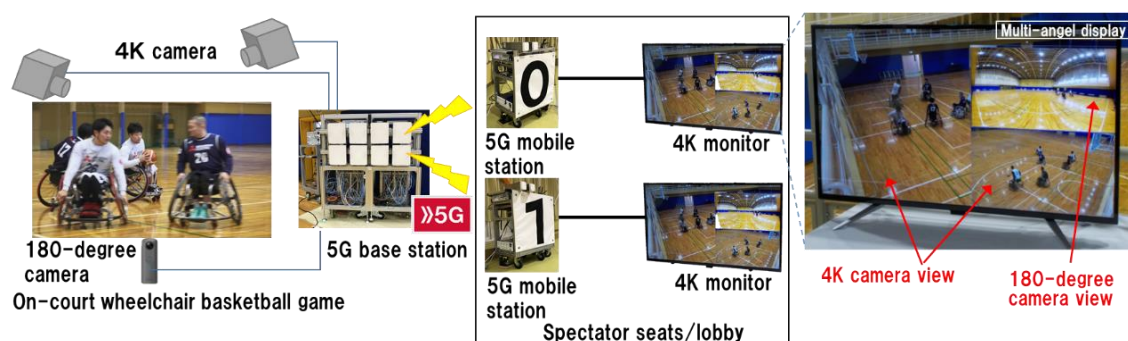 4K camera
180-degree
camera
On-court wheelchair basketball game
26
5G base station
»5G
0
5G mobile
station
4K monitor
1
5G mobile
station
4K monitor
Spectator seats/lobby
Multi-angel display
4K camera view
180-degree
camera view